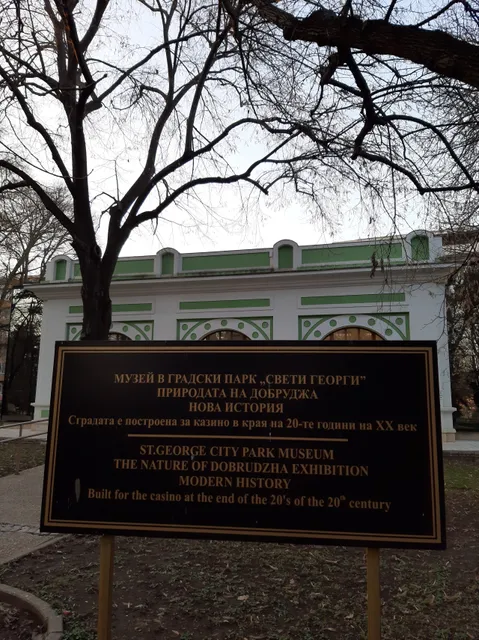 МУЗЕЙ В ГРАДСКИ ПАРК „СВЕТИ ГЕОРГИ”
ПРИРОДАТА НА ДОБРУДЖА
НОВА ИСТОРИЯ
Сградата е построена за казино в края на 20-те години на XX век
ST.GEORGE CITY PARK MUSEUM
THE NATURE OF DOBRUDZHA EXHIBITION
MODERN HISTORY
Built for the casino at the end of the 20's of the 20th century